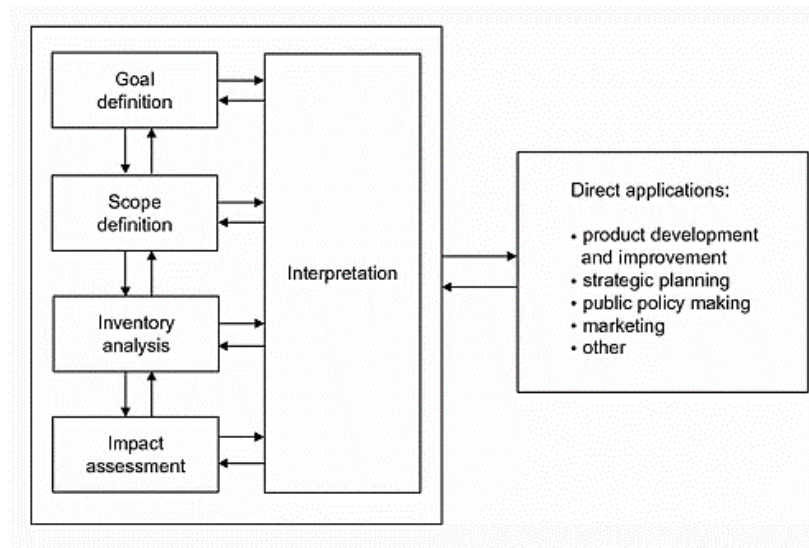 Goal
definition
Scope
definition
Inventory
analysis
Impact
assessment
Interpretation
Direct applications:
• product development
and improvement
• strategic planning
• public policy making
• marketing
• other